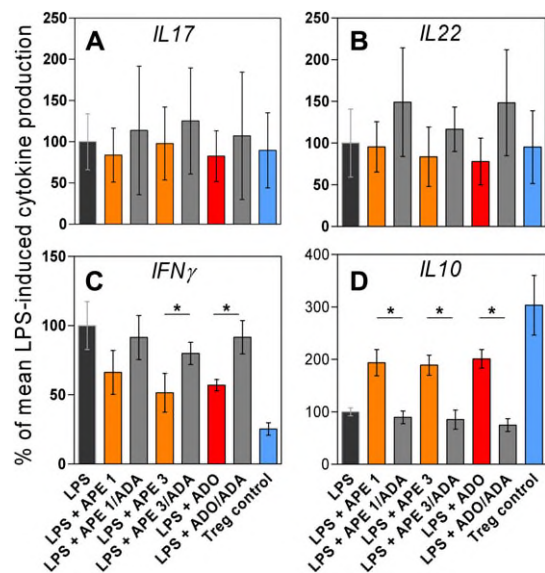 % of mean LPS-induced cytokine production
A IL17
250
200
150
100
50
0
B IL22
250
200
150
100
50
0
C IFNγ
150
100
50
0
*
*
D IL10
400
300
200
100
0
*
*
*
LPS
LPS + APE 1
LPS + APE 1/ADA
LPS + APE 3
LPS + APE 3/ADA
LPS + ADO
LPS + ADO/ADA
Treg control
LPS
LPS + APE 1
LPS + APE 1/ADA
LPS + APE 3
LPS + APE 3/ADA
LPS + ADO
LPS + ADO/ADA
Treg control